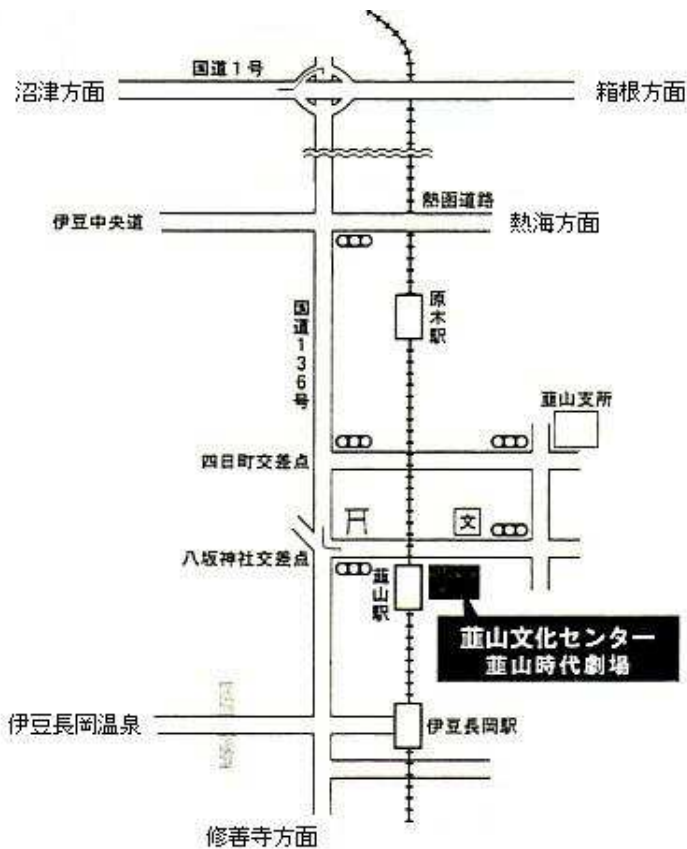 国道1号
沼津方面
箱根方面
熱函道路
伊豆中央道
熱海方面
国道136号
原木駅
韮山支所
四日町交差点
文
八坂神社交差点
韮山駅
韮山文化センター
韮山時代劇場
伊豆長岡温泉
伊豆長岡駅
修善寺方面